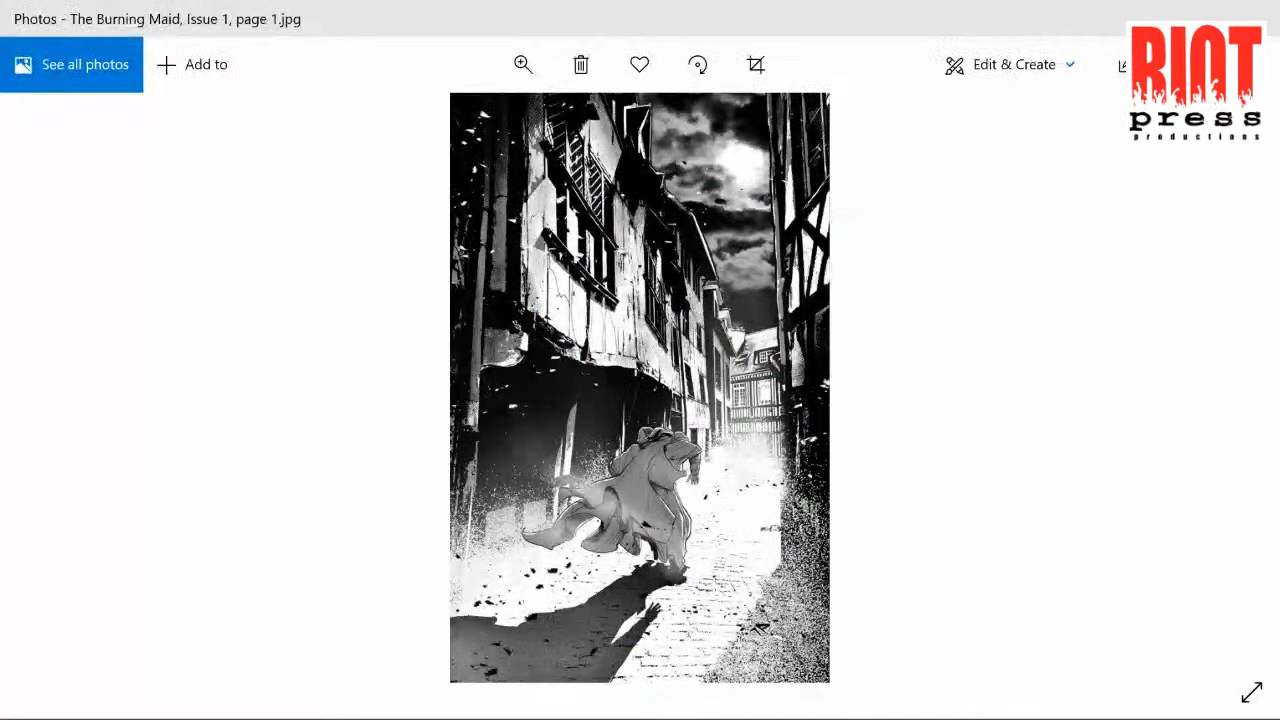 Photos - The Burning Maid, Issue 1, page 1.jpg
See all photos
Add to
Edit & Create
RIOT
press
productions